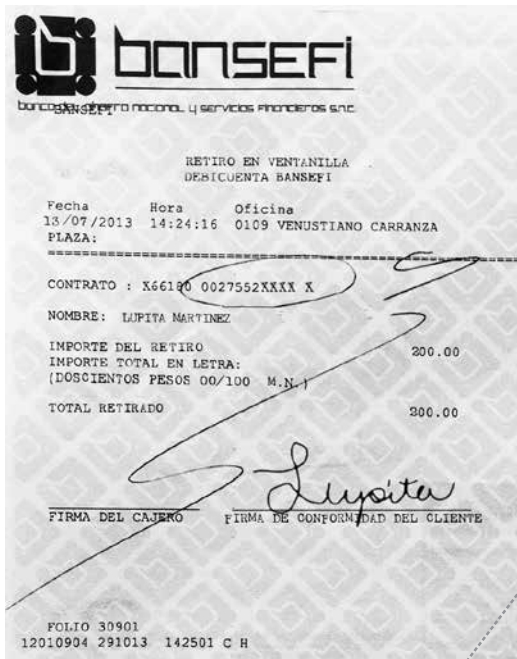 bansefi
banco del ahorro nacional y servicios financieros s.n.c.
BANSEFI
RETIRO EN VENTANILLA
DEBICUENTA BANSEFI
Fecha Hora Oficina
13/07/2013 14:24:16 0109 VENUSTIANO CARRANZA
PLAZA:
CONTRATO : X66180 0027552XXXX X
NOMBRE: LUPITA MARTINEZ
IMPORTE DEL RETIRO 200.00
IMPORTE TOTAL EN LETRA:
(DOSCIENTOS PESOS 00/100 M.N.)
TOTAL RETIRADO 200.00
Lupita
FIRMA DEL CAJERO FIRMA DE CONFORMIDAD DEL CLIENTE
FOLIO 30901
12010904 291013 142501 C H